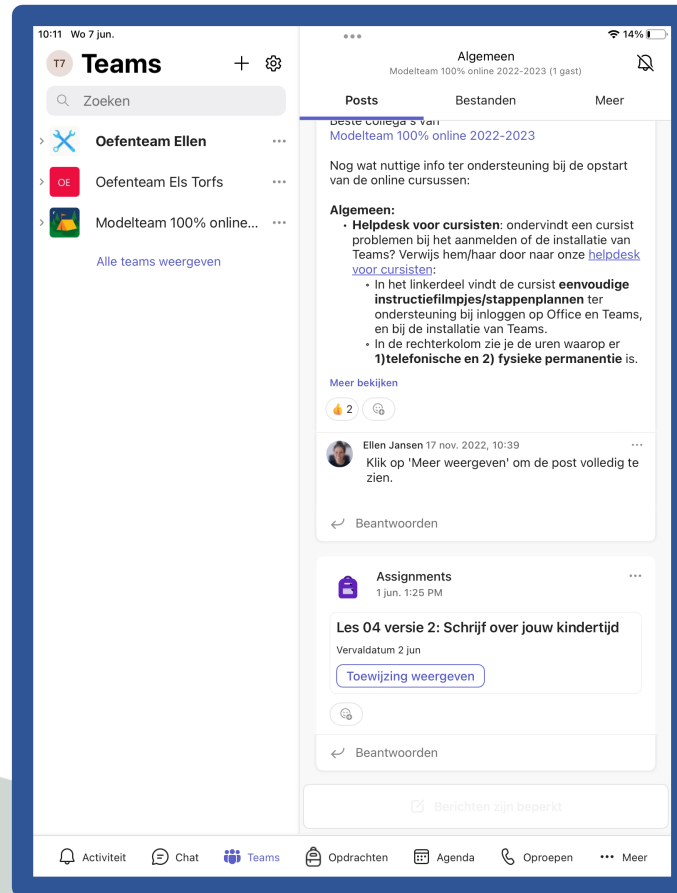 10:11 Wo 7 jun.
14%
T7
Teams
Zoeken
Oefenteam Ellen
OE
Oefenteam Els Torfs
Modelteam 100% online...
Alle teams weergeven
Algemeen
Modelteam 100% online 2022-2023 (1 gast)
Posts Bestanden Meer
Beste collega's van
Modelteam 100% online 2022-2023
Nog wat nuttige info ter ondersteuning bij de opstart
van de online cursussen:
Algemeen:
• Helpdesk voor cursisten: ondervindt een cursist
problemen bij het aanmelden of de installatie van
Teams? Verwijs hem/haar door naar onze helpdesk
voor cursisten:
• In het linkerdeel vindt de cursist eenvoudige
instructiefilmpjes/stappenplannen ter
ondersteuning bij inloggen op Office en Teams,
en bij de installatie van Teams.
• In de rechterkolom zie je de uren waarop er
1)telefonische en 2) fysieke permanentie is.
Meer bekijken
2
Ellen Jansen 17 nov. 2022, 10:39
Klik op 'Meer weergeven' om de post volledig te
zien.
Beantwoorden
Assignments
1 jun. 1:25 PM
Les 04 versie 2: Schrijf over jouw kindertijd
Vervaldatum 2 jun
Toewijzing weergeven
Beantwoorden
Berichten zijn beperkt
Activiteit Chat Teams Opdrachten Agenda Oproepen Meer